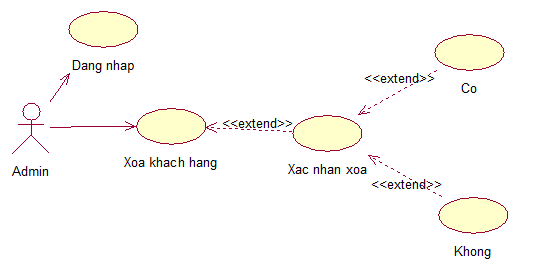 Dang nhap
Admin
Xoa khach hang
<<extend>>
Xac nhan xoa
<<extend>>
Co
<<extend>>
Khong